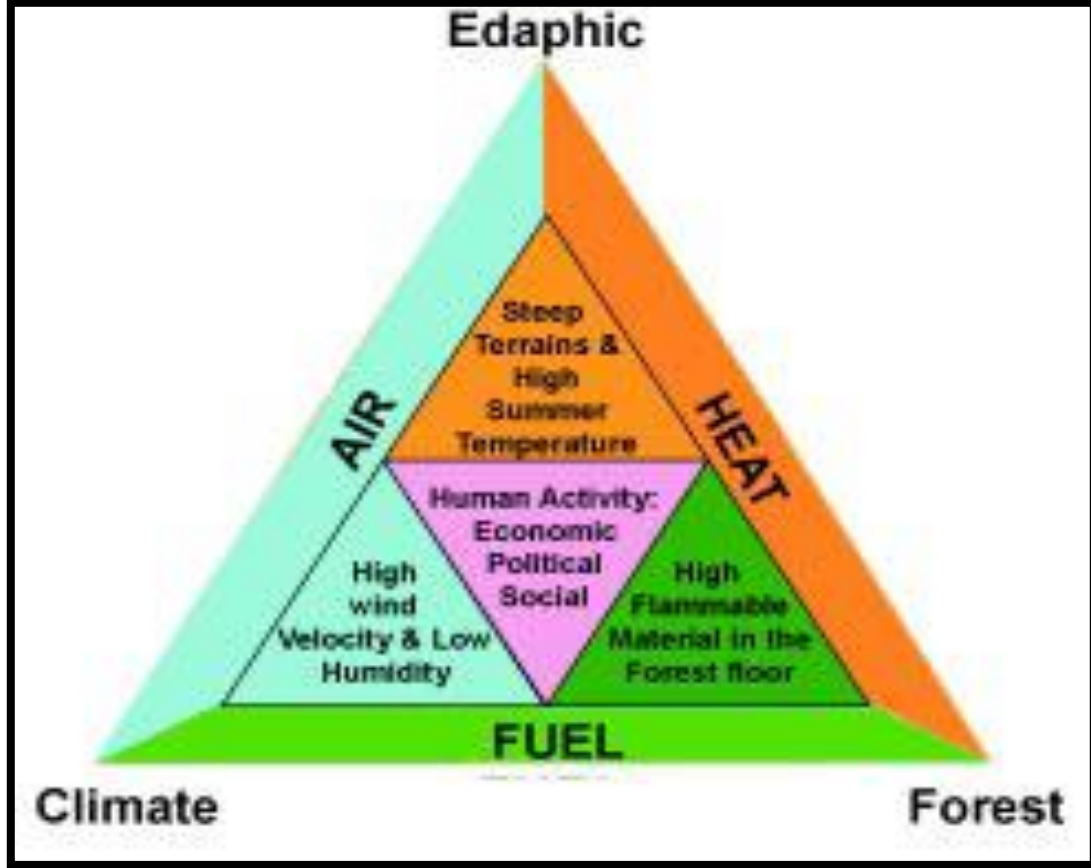 Edaphic
AIR
HEAT
Steep
Terrains &
High
Summer
Temperature
Human Activity:
Economic
Political
Social
High
wind
Velocity & Low
Humidity
High
Flammable
Material in the
Forest floor
FUEL
Climate
Forest